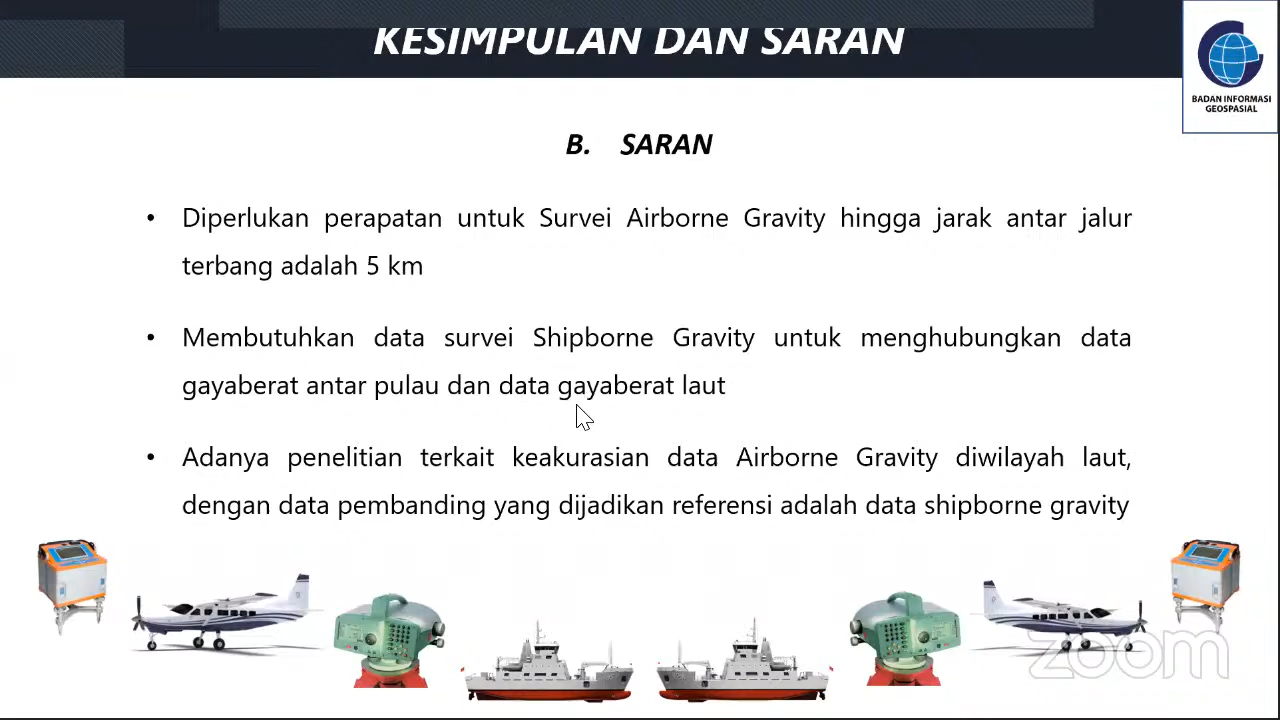 KESIMPULAN DAN SARAN
BADAN INFORMASI
GEOSPASIAL
B. SARAN
• Diperlukan perapatan untuk Survei Airborne Gravity hingga jarak antar jalur
terbang adalah 5 km
• Membutuhkan data survei Shipborne Gravity untuk menghubungkan data
gayaberat antar pulau dan data gayaberat laut
• Adanya penelitian terkait keakurasian data Airborne Gravity diwilayah laut,
dengan data pembanding yang dijadikan referensi adalah data shipborne gravity
zoom